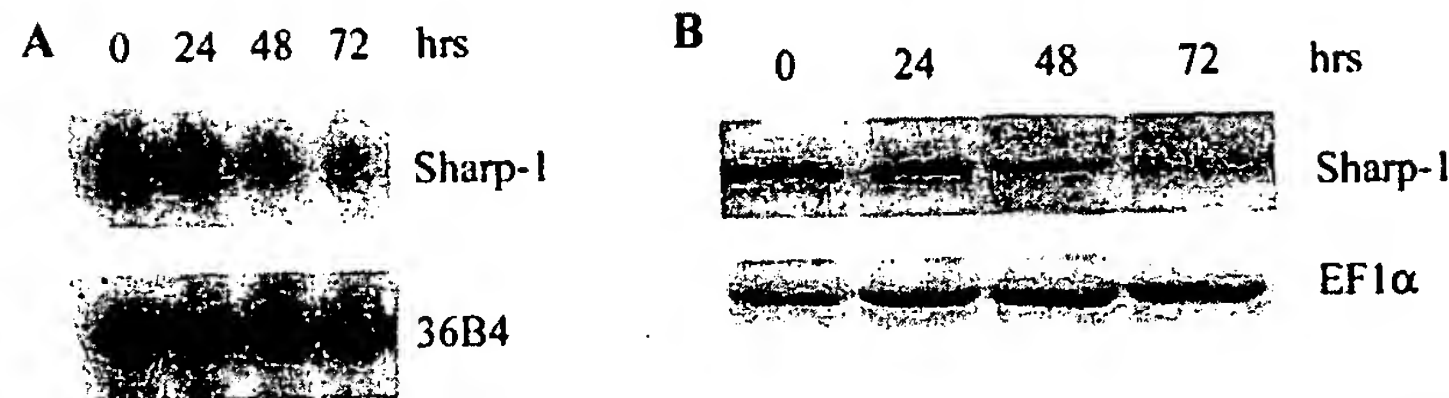 A 0 24 48 72 hrs
Sharp-1
36B4
B 0 24 48 72 hrs
Sharp-1
EF1α